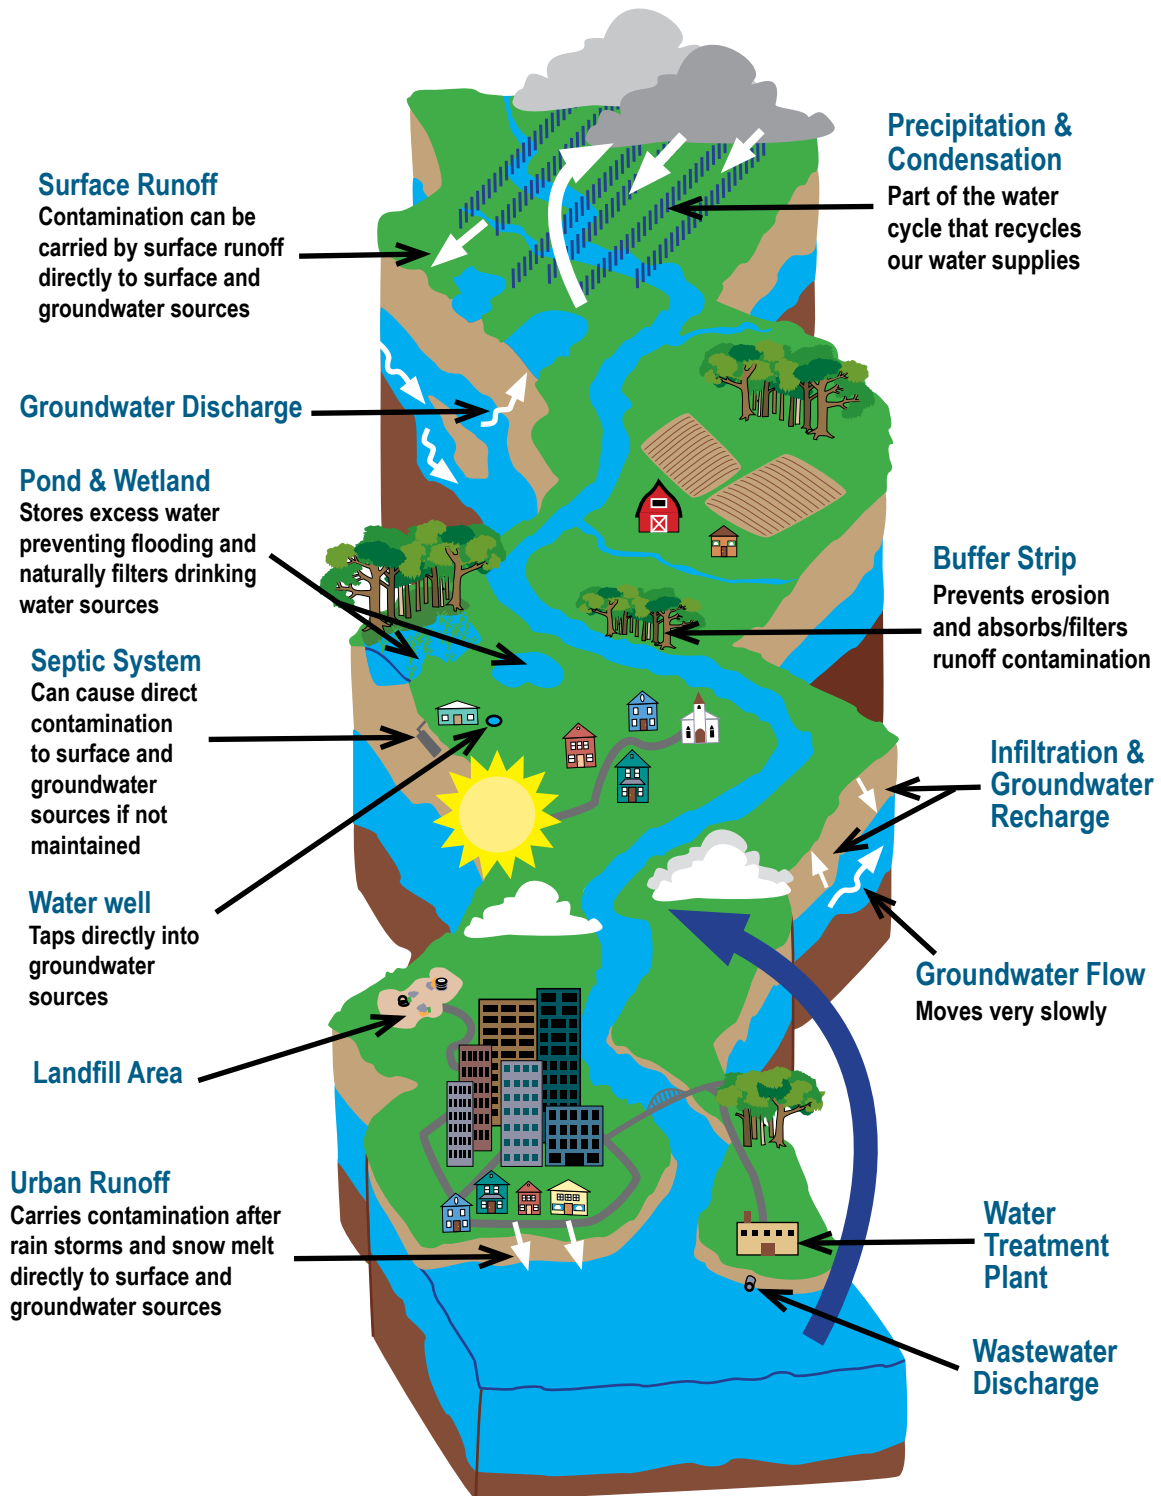 Precipitation &
Condensation
Part of the water
cycle that recycles
our water supplies
Surface Runoff
Contamination can be
carried by surface runoff
directly to surface and
groundwater sources
Groundwater Discharge
Pond & Wetland
Stores excess water
preventing flooding and
naturally filters drinking
water sources
Buffer Strip
Prevents erosion
and absorbs/filters
runoff contamination
Septic System
Can cause direct
contamination
to surface and
groundwater
sources if not
maintained
Infiltration &
Groundwater
Recharge
Water well
Taps directly into
groundwater
sources
Groundwater Flow
Moves very slowly
Landfill Area
Urban Runoff
Carries contamination after
rain storms and snow melt
directly to surface and
groundwater sources
Water
Treatment
Plant
Wastewater
Discharge